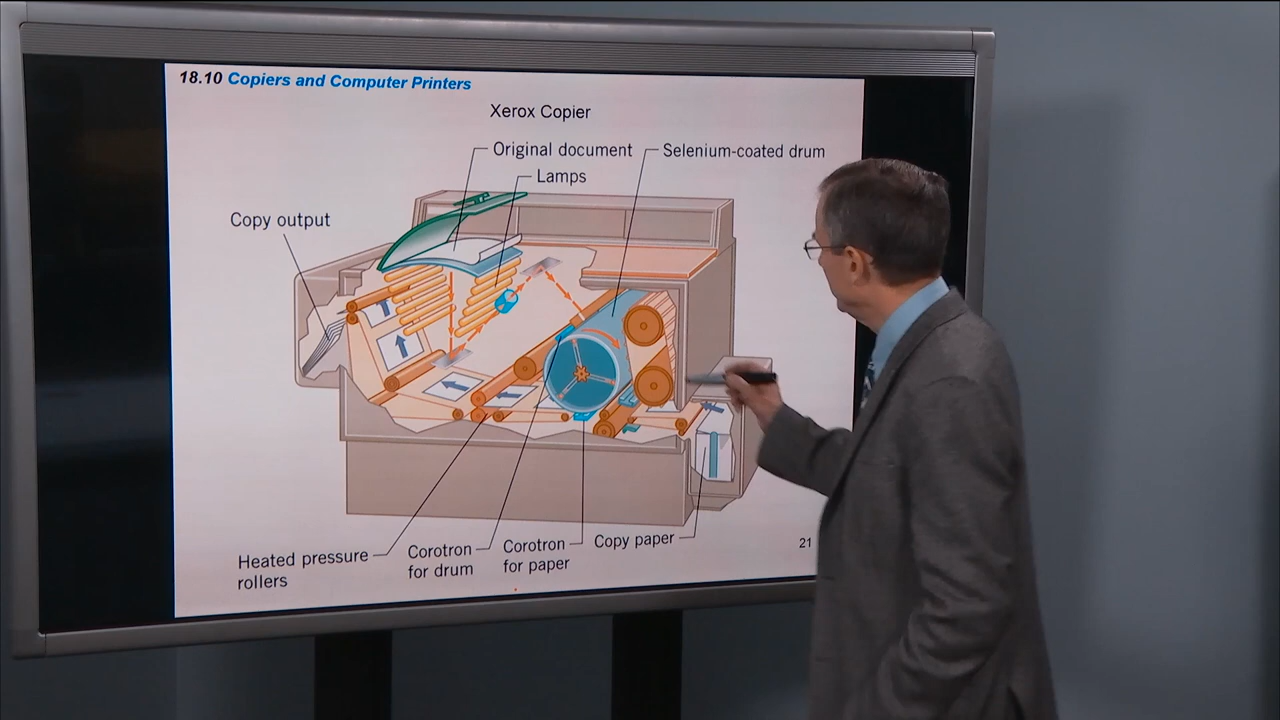 18.10 Copiers and Computer Printers
Xerox Copier
Original document
Selenium-coated drum
Lamps
Copy output
Heated pressure
rollers
Corotron
for drum
Corotron
for paper
Copy paper
21